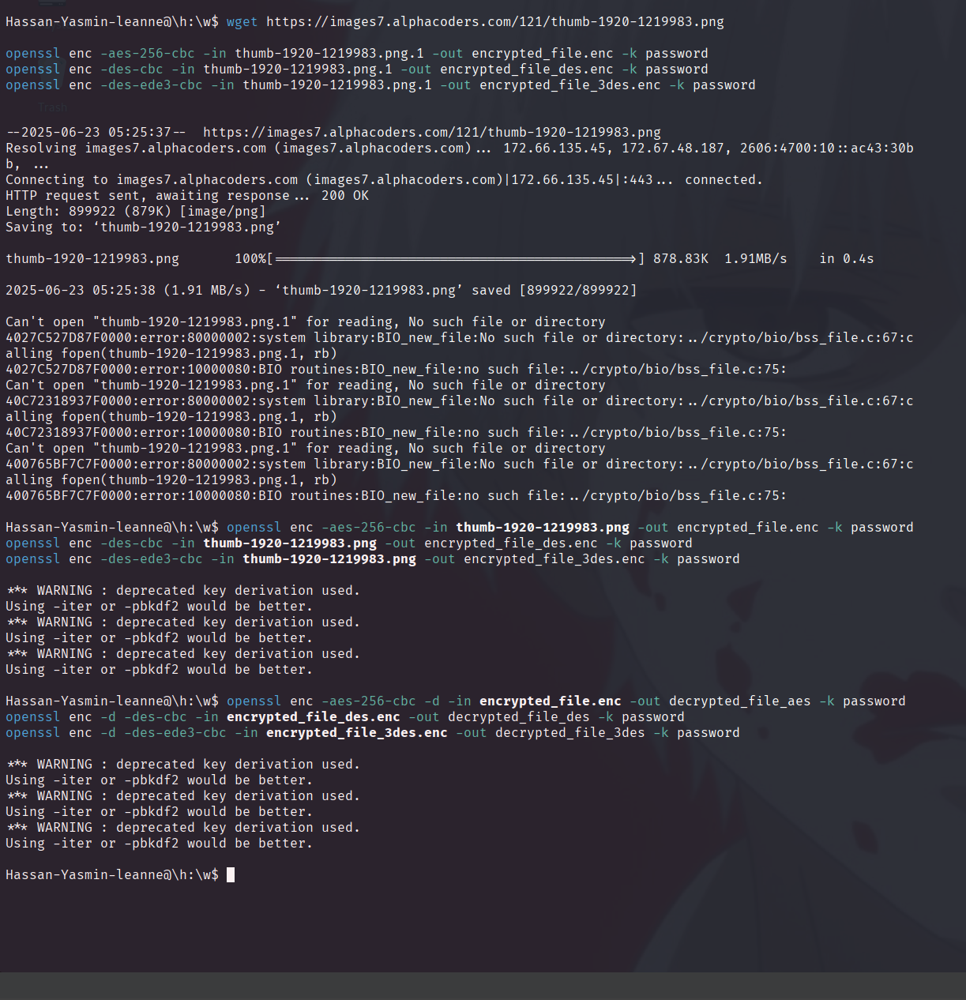 Hassan-Yasmin-leanne@\h:\w$ wget https://images7.alphacoders.com/121/thumb-1920-1219983.png
openssl enc -aes-256-cbc -in thumb-1920-1219983.png.1 -out encrypted_file.enc -k password
openssl enc -des-cbc -in thumb-1920-1219983.png.1 -out encrypted_file_des.enc -k password
openssl enc -des-ede3-cbc -in thumb-1920-1219983.png.1 -out encrypted_file_3des.enc -k password
Trash
--2025-06-23 05:25:37--  https://images7.alphacoders.com/121/thumb-1920-1219983.png
Resolving images7.alphacoders.com (images7.alphacoders.com)... 172.66.135.45, 172.67.48.187, 2606:4700:10::ac43:30b
b, ...
Connecting to images7.alphacoders.com (images7.alphacoders.com)|172.66.135.45|:443... connected.
HTTP request sent, awaiting response... 200 OK
Length: 899922 (879K) [image/png]
Saving to: ‘thumb-1920-1219983.png’
thumb-1920-1219983.png       100%[=============================================>] 878.83K  1.91MB/s    in 0.4s
2025-06-23 05:25:38 (1.91 MB/s) - ‘thumb-1920-1219983.png’ saved [899922/899922]
Can't open "thumb-1920-1219983.png.1" for reading, No such file or directory
4027C527D87F0000:error:80000002:system library:BIO_new_file:No such file or directory:../crypto/bio/bss_file.c:67:c
alling fopen(thumb-1920-1219983.png.1, rb)
4027C527D87F0000:error:10000080:BIO routines:BIO_new_file:no such file:../crypto/bio/bss_file.c:75:
Can't open "thumb-1920-1219983.png.1" for reading, No such file or directory
40C72318937F0000:error:80000002:system library:BIO_new_file:No such file or directory:../crypto/bio/bss_file.c:67:c
alling fopen(thumb-1920-1219983.png.1, rb)
40C72318937F0000:error:10000080:BIO routines:BIO_new_file:no such file:../crypto/bio/bss_file.c:75:
Can't open "thumb-1920-1219983.png.1" for reading, No such file or directory
400765BF7C7F0000:error:80000002:system library:BIO_new_file:No such file or directory:../crypto/bio/bss_file.c:67:c
alling fopen(thumb-1920-1219983.png.1, rb)
400765BF7C7F0000:error:10000080:BIO routines:BIO_new_file:no such file:../crypto/bio/bss_file.c:75:
Hassan-Yasmin-leanne@\h:\w$ openssl enc -aes-256-cbc -in thumb-1920-1219983.png -out encrypted_file.enc -k password
openssl enc -des-cbc -in thumb-1920-1219983.png -out encrypted_file_des.enc -k password
openssl enc -des-ede3-cbc -in thumb-1920-1219983.png -out encrypted_file_3des.enc -k password
*** WARNING : deprecated key derivation used.
Using -iter or -pbkdf2 would be better.
*** WARNING : deprecated key derivation used.
Using -iter or -pbkdf2 would be better.
*** WARNING : deprecated key derivation used.
Using -iter or -pbkdf2 would be better.
Hassan-Yasmin-leanne@\h:\w$ openssl enc -aes-256-cbc -d -in encrypted_file.enc -out decrypted_file_aes -k password
openssl enc -d -des-cbc -in encrypted_file_des.enc -out decrypted_file_des -k password
openssl enc -d -des-ede3-cbc -in encrypted_file_3des.enc -out decrypted_file_3des -k password
*** WARNING : deprecated key derivation used.
Using -iter or -pbkdf2 would be better.
*** WARNING : deprecated key derivation used.
Using -iter or -pbkdf2 would be better.
*** WARNING : deprecated key derivation used.
Using -iter or -pbkdf2 would be better.
Hassan-Yasmin-leanne@\h:\w$